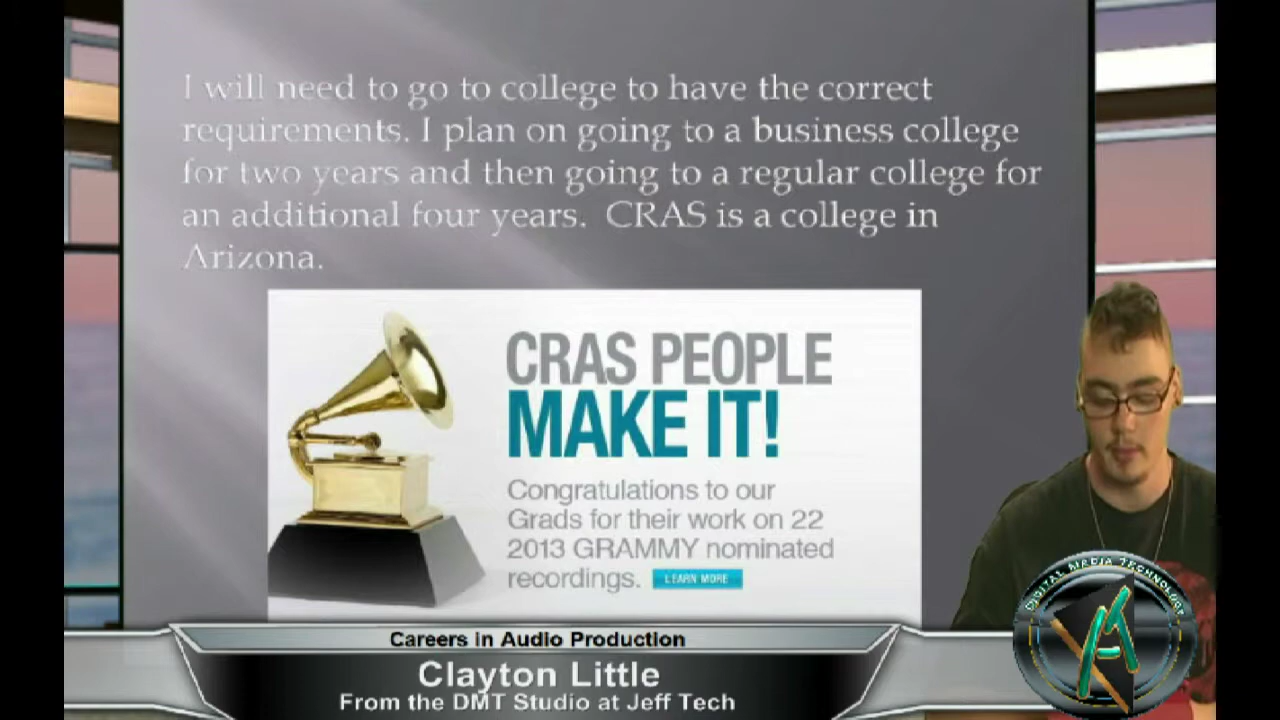 I will need to go to college to have the correct
requirements. I plan on going to a business college
for two years and then going to a regular college for
an additional four years. CRAS is a college in
Arizona.
CRAS PEOPLE
MAKE IT!
Congratulations to our
Grads for their work on 22
2013 GRAMMY nominated
recordings. LEARN MORE
Careers in Audio Production
Clayton Little
From the DMT Studio at Jeff Tech
DIGITAL MEDIA TECHNOLOGY